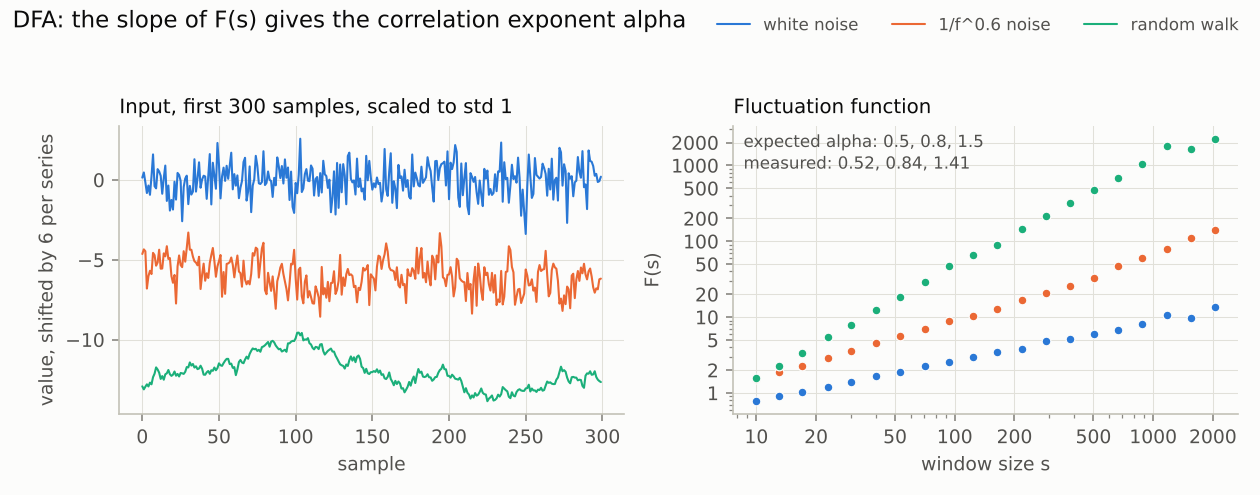 DFA: the slope of F(s) gives the correlation exponent alpha
white noise
1/f^0.6 noise
random walk
Input, first 300 samples, scaled to std 1
value, shifted by 6 per series
0
−5
−10
0 50 100 150 200 250 300
sample
Fluctuation function
expected alpha: 0.5, 0.8, 1.5
measured: 0.52, 0.84, 1.41
F(s)
2000
1000
500
200
100
50
20
10
5
2
1
10 20 50 100 200 500 1000 2000
window size s